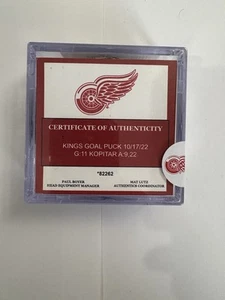 CERTIFICATE OF AUTHENTICITY
KINGS GOAL PUCK 10/17/22
G:11 KOPITAR A:9,22
*82262
PAUL BOYER
HEAD EQUIPMENT MANAGER
MAT LUTZ
AUTHENTICS COORDINATOR